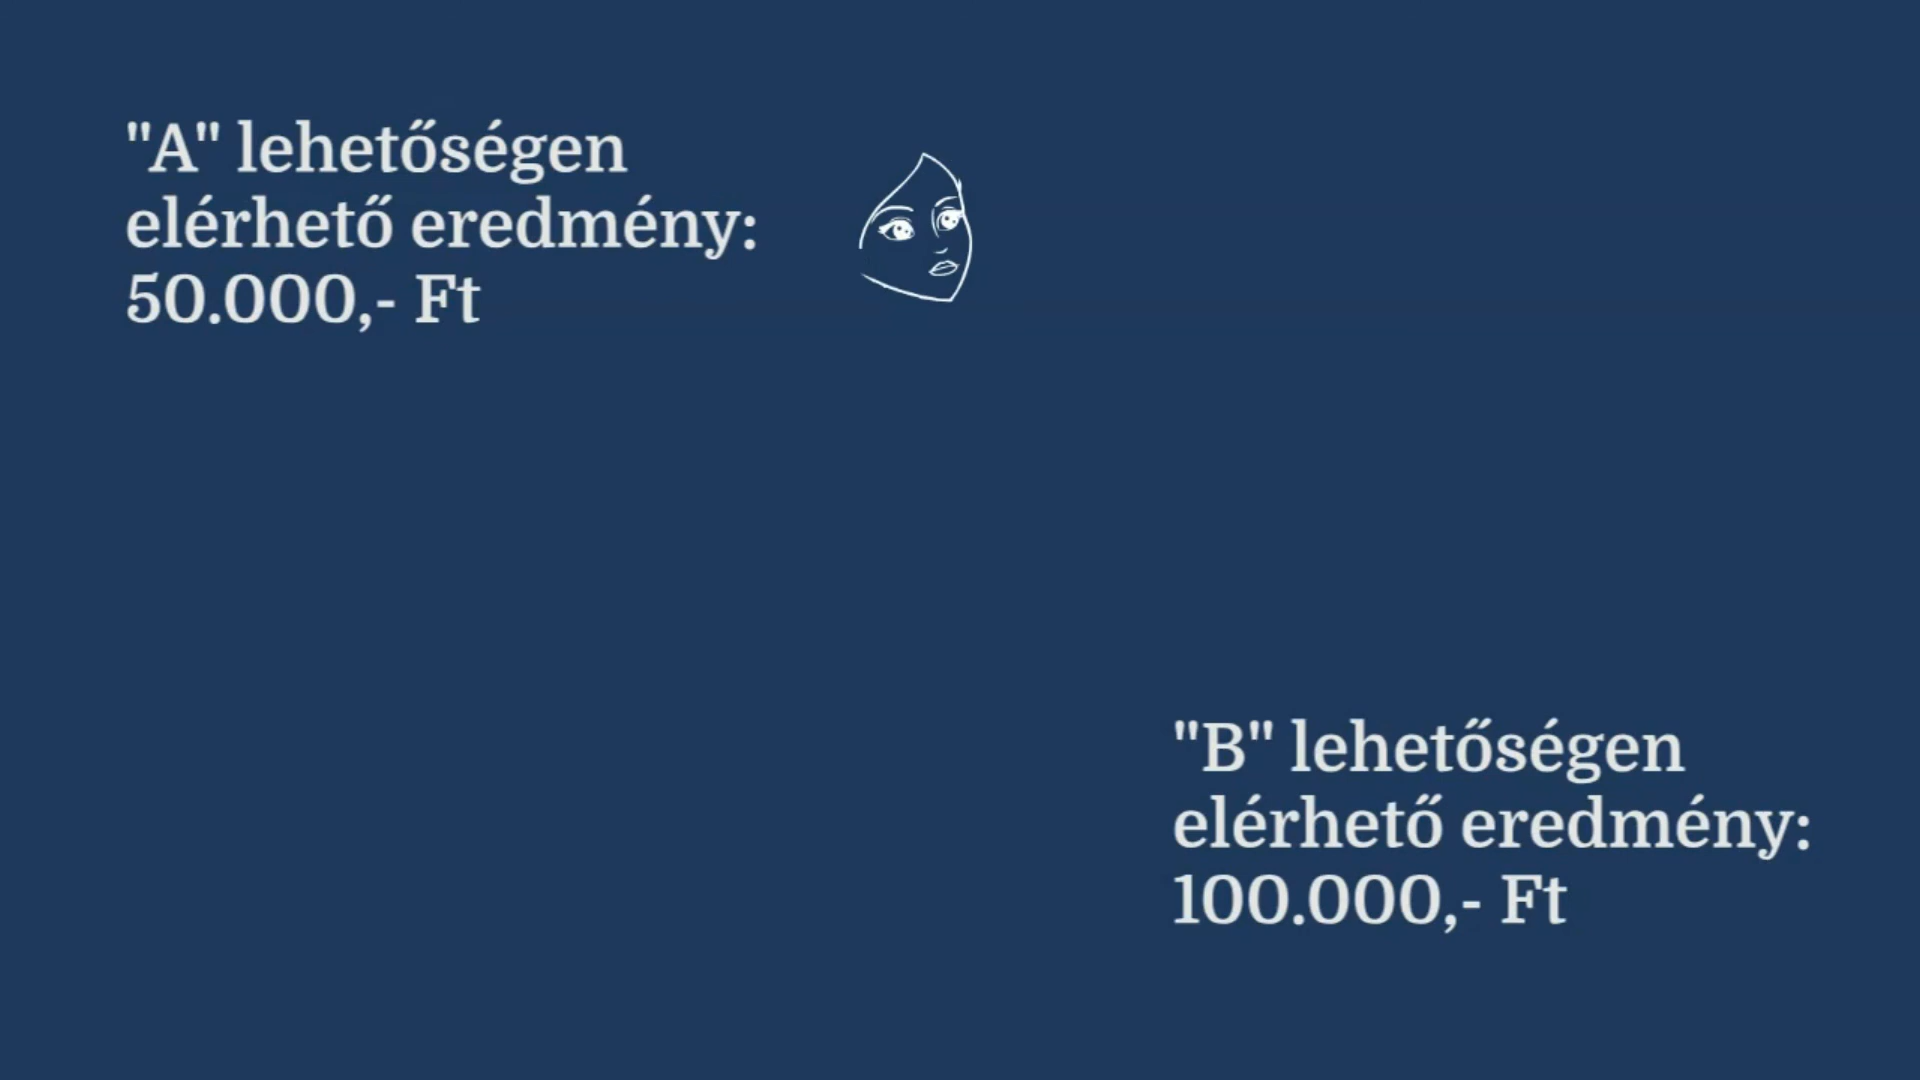 "A" lehetőségen
elérhető eredmény:
50.000,- Ft
"B" lehetőségen
elérhető eredmény:
100.000,- Ft